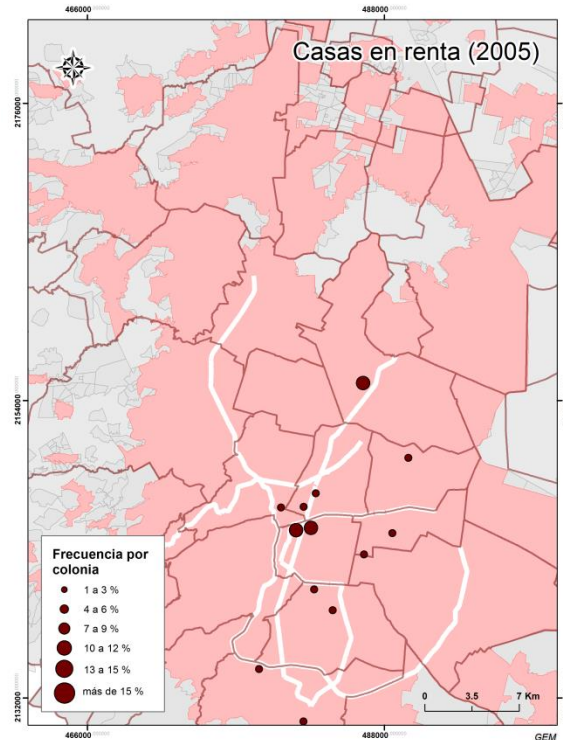 466000
488000
Casas en renta (2005)
2176000
2154000
2132000
Frecuencia por
colonia
1 a 3 %
4 a 6 %
7 a 9 %
10 a 12 %
13 a 15 %
más de 15 %
0 3.5 7 Km
466000
488000
GEM